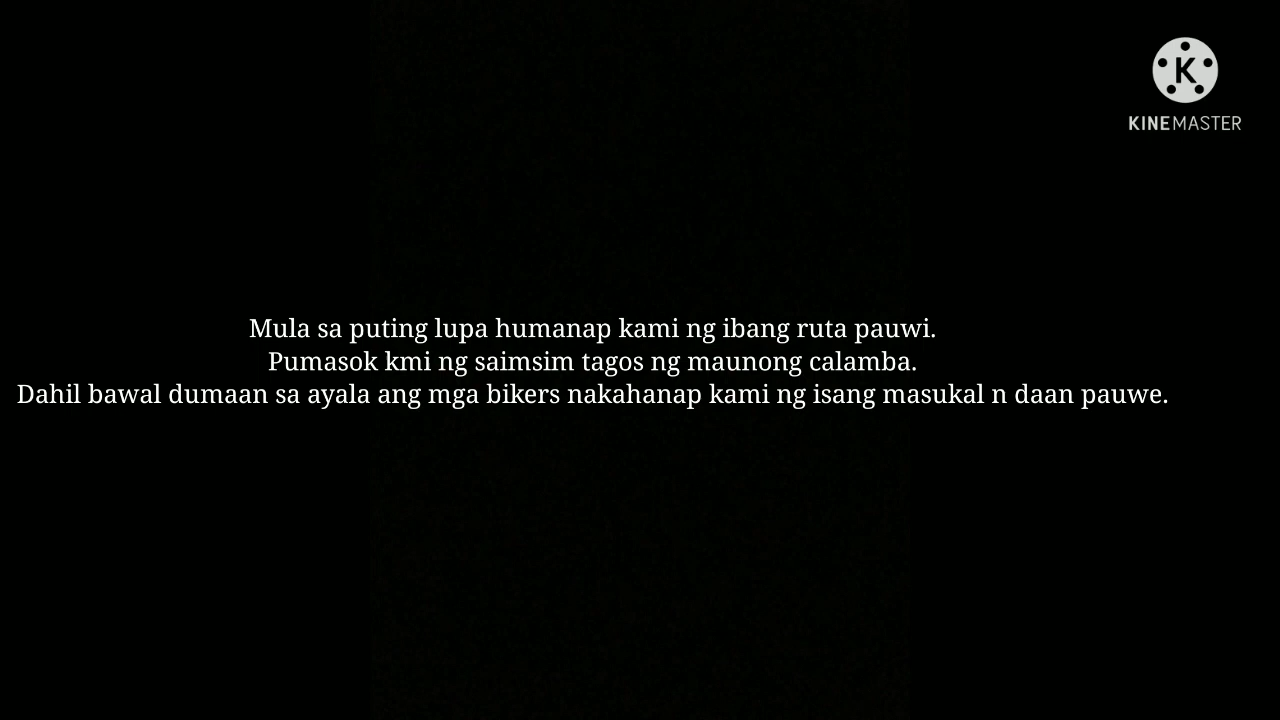 K
KINEMASTER
Mula sa puting lupa humanap kami ng ibang ruta pauwi.
Pumasok kmi ng saimsim tagos ng maunong calamba.
Dahil bawal dumaan sa ayala ang mga bikers nakahanap kami ng isang masukal n daan pauwe.